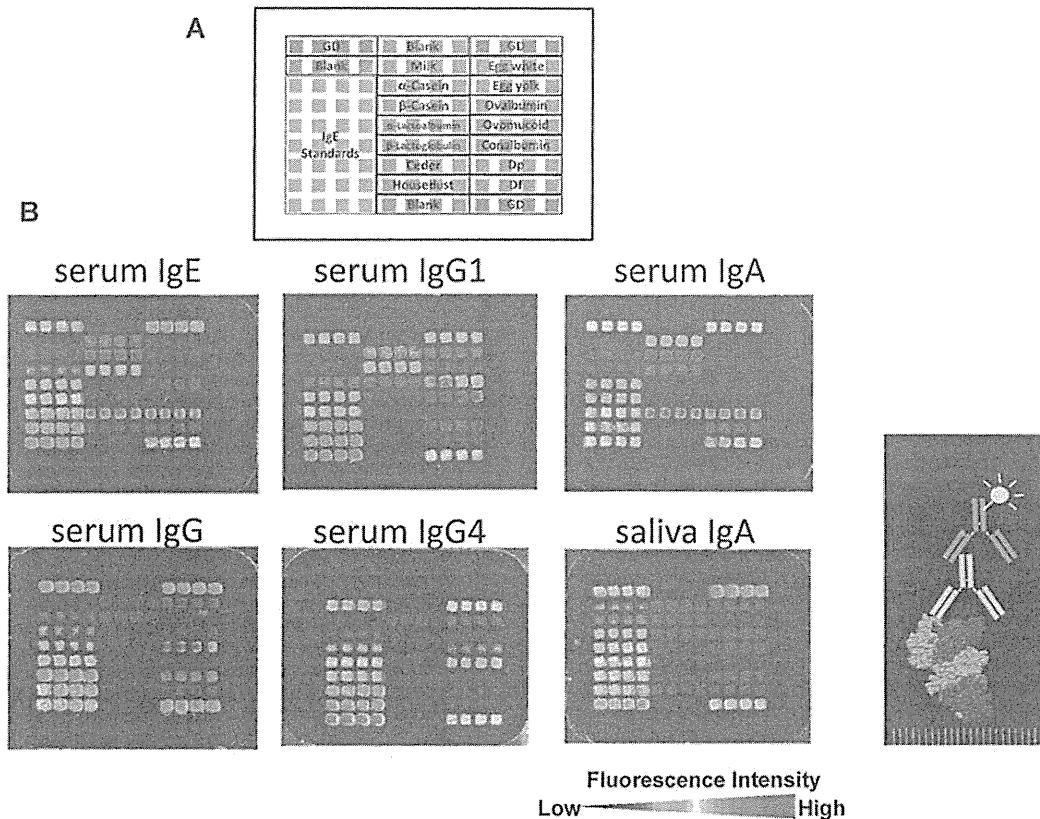 A
GD Blank GD
Blank Milk Egg white
α-Casein Egg yolk
β-Casein Ovalbumin
α-Lactoalbumin Ovomucoid
β-Lactoglobulin Conalbumin
IgE
Standards
Ceder Dp
Housedust Df
Blank GD
B
serum IgE serum IgG1 serum IgA
serum IgG serum IgG4 saliva IgA
Fluorescence Intensity
Low High